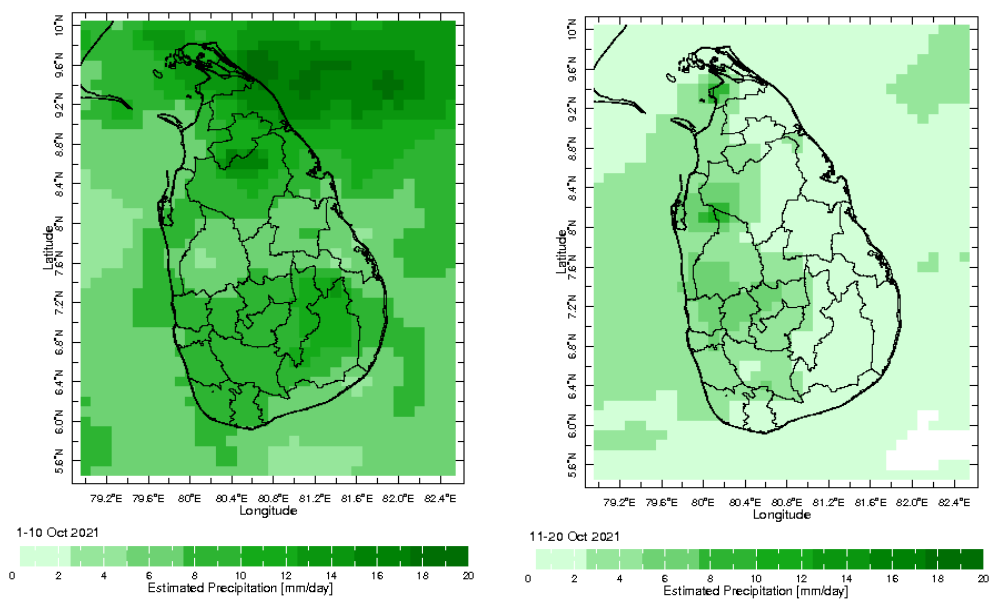 10°N
9.6°N
9.2°N
8.8°N
8.4°N
8°N
7.6°N
7.2°N
6.8°N
6.4°N
6.0°N
5.6°N
Latitude
79.2°E 79.6°E 80°E 80.4°E 80.8°E 81.2°E 81.6°E 82.0°E 82.4°E
Longitude
1-10 Oct 2021
0 2 4 6 8 10 12 14 16 18 20
Estimated Precipitation [mm/day]
10°N
9.6°N
9.2°N
8.8°N
8.4°N
8°N
7.6°N
7.2°N
6.8°N
6.4°N
6.0°N
5.6°N
Latitude
79.2°E 79.6°E 80°E 80.4°E 80.8°E 81.2°E 81.6°E 82.0°E 82.4°E
Longitude
11-20 Oct 2021
0 2 4 6 8 10 12 14 16 18 20
Estimated Precipitation [mm/day]